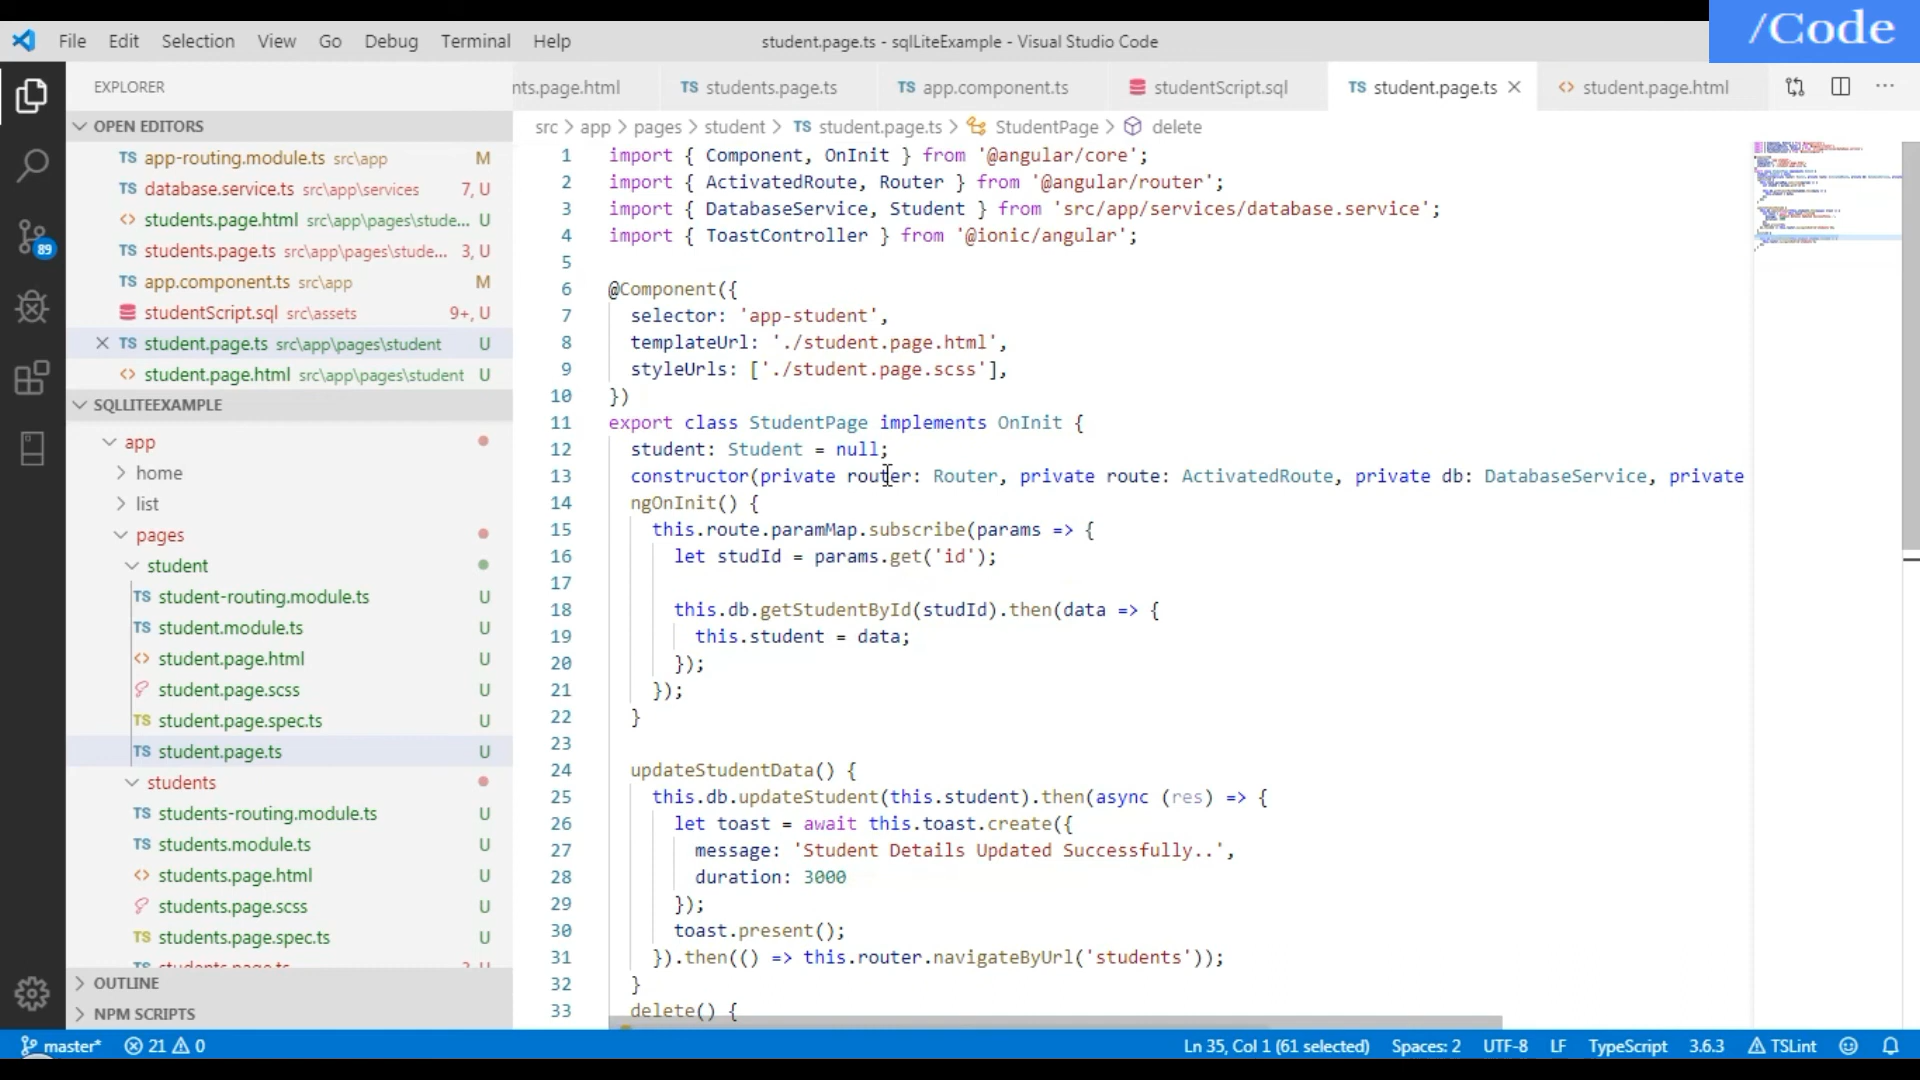 /Code
File Edit Selection View Go Debug Terminal Help
student.page.ts - sqlLiteExample - Visual Studio Code
EXPLORER
OPEN EDITORS
TS app-routing.module.ts src\app M
TS database.service.ts src\app\services 7, U
<> students.page.html src\app\pages\stude... U
TS students.page.ts src\app\pages\stude... 3, U
TS app.component.ts src\app M
studentScript.sql src\assets 9+, U
TS student.page.ts src\app\pages\student U
<> student.page.html src\app\pages\student U
SQLLITEEXAMPLE
app
home
list
pages
student
TS student-routing.module.ts U
TS student.module.ts U
<> student.page.html U
student.page.scss U
TS student.page.spec.ts U
TS student.page.ts U
students
TS students-routing.module.ts U
TS students.module.ts U
<> students.page.html U
students.page.scss U
TS students.page.spec.ts U
OUTLINE
NPM SCRIPTS
89
nts.page.html TS students.page.ts TS app.component.ts studentScript.sql TS student.page.ts <> student.page.html
src > app > pages > student > TS student.page.ts > StudentPage > delete
1 import { Component, OnInit } from '@angular/core';
2 import { ActivatedRoute, Router } from '@angular/router';
3 import { DatabaseService, Student } from 'src/app/services/database.service';
4 import { ToastController } from '@ionic/angular';
5
6 @Component({
7 selector: 'app-student',
8 templateUrl: './student.page.html',
9 styleUrls: ['./student.page.scss'],
10 })
11 export class StudentPage implements OnInit {
12 student: Student = null;
13 constructor(private router: Router, private route: ActivatedRoute, private db: DatabaseService, private
14 ngOnInit() {
15 this.route.paramMap.subscribe(params => {
16 let studId = params.get('id');
17
18 this.db.getStudentById(studId).then(data => {
19 this.student = data;
20 });
21 });
22 }
23
24 updateStudentData() {
25 this.db.updateStudent(this.student).then(async (res) => {
26 let toast = await this.toast.create({
27 message: 'Student Details Updated Successfully..',
28 duration: 3000
29 });
30 toast.present();
31 }).then(() => this.router.navigateByUrl('students'));
32 }
33 delete() {
master* 21 0 Ln 35, Col 1 (61 selected) Spaces: 2 UTF-8 LF TypeScript 3.6.3 TSLint